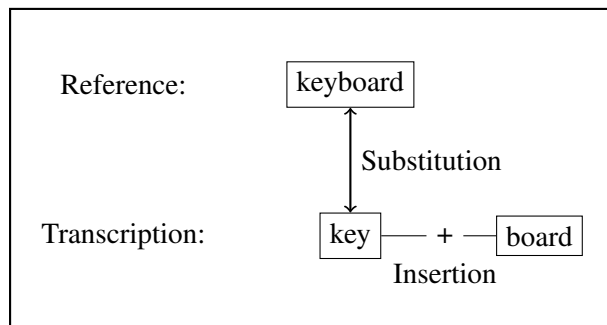 Reference: keyboard
Substitution
Transcription: key + board
Insertion